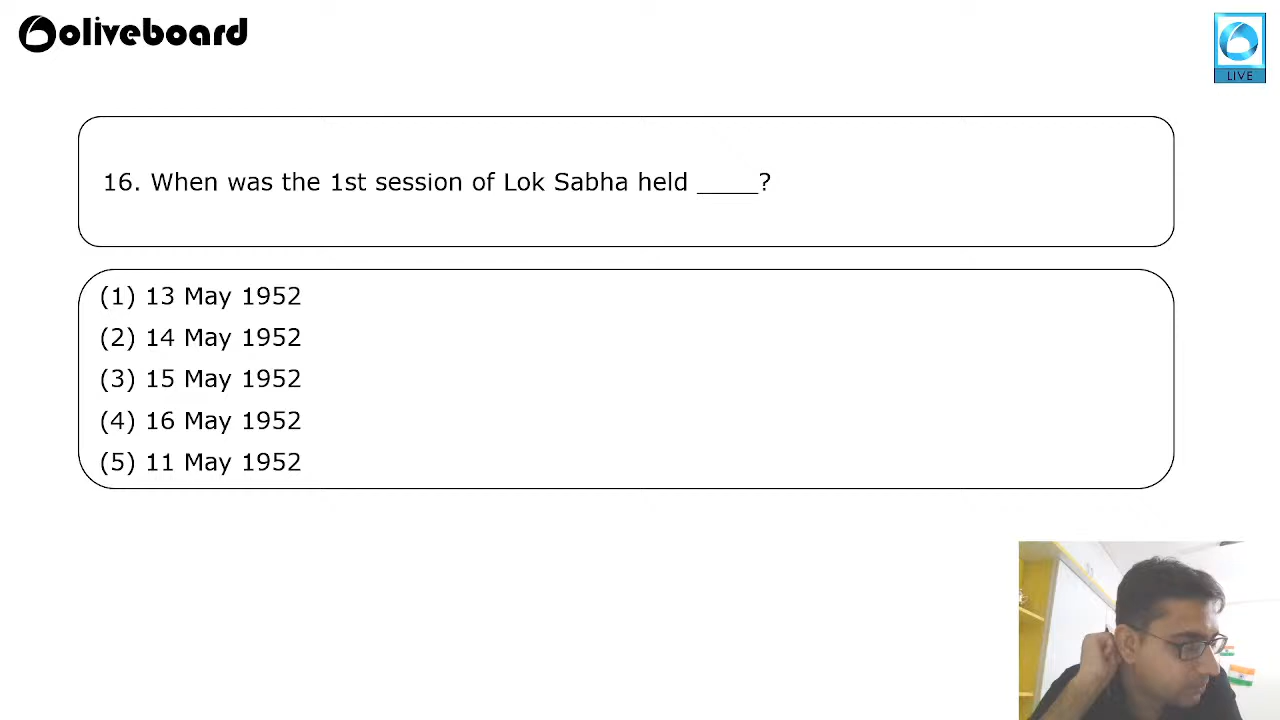 oliveboard
LIVE
16. When was the 1st session of Lok Sabha held _____?
(1) 13 May 1952
(2) 14 May 1952
(3) 15 May 1952
(4) 16 May 1952
(5) 11 May 1952